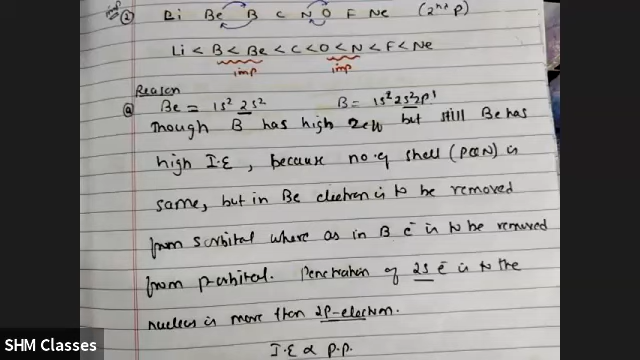 imp
② Li Be B C N O F Ne (2nd P)
Li < B < Be < C < O < N < F < Ne
imp imp
Reason
ⓐ Be = 1s² 2s² B = 1s² 2s² 2p¹
Though B has high Zeff but still Be has
high I.E, because no. of shell (PQN) is
same, but in Be electron is to be removed
from s orbital where as in B e⁻ is to be removed
from p-orbital. Penetration of 2s e⁻ is to the
nucleus is more than 2p-electron.
I.E ∝ P.P.
SHM Classes